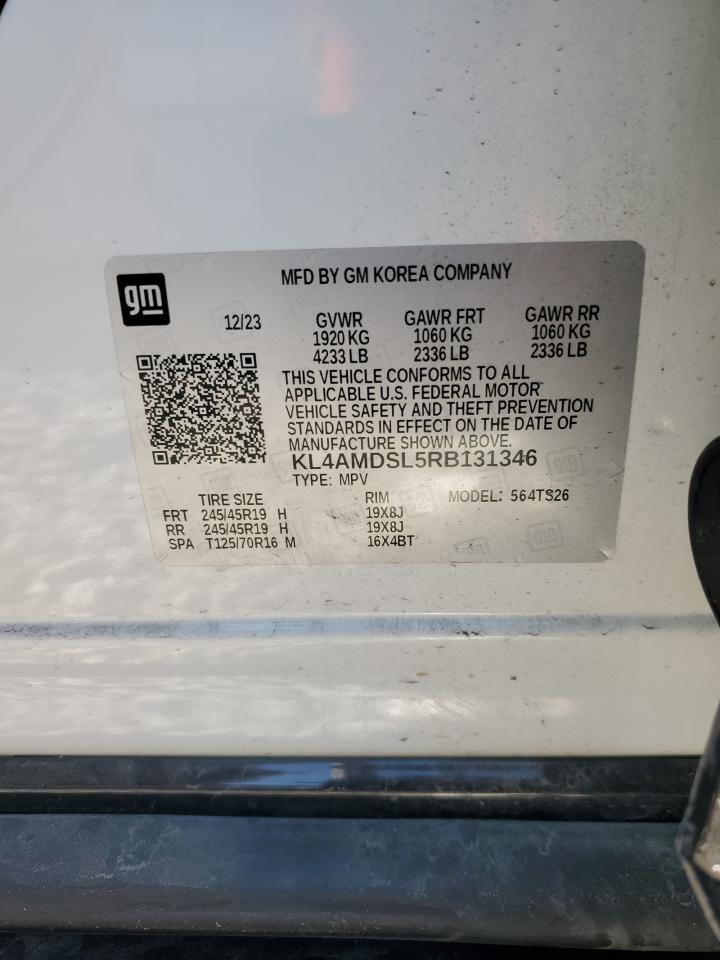 gm
MFD BY GM KOREA COMPANY
12/23 GVWR GAWR FRT GAWR RR
1920 KG 1060 KG 1060 KG
4233 LB 2336 LB 2336 LB
THIS VEHICLE CONFORMS TO ALL
APPLICABLE U.S. FEDERAL MOTOR
VEHICLE SAFETY AND THEFT PREVENTION
STANDARDS IN EFFECT ON THE DATE OF
MANUFACTURE SHOWN ABOVE.
KL4AMDSL5RB131346
TYPE: MPV
TIRE SIZE RIM MODEL: 564TS26
FRT 245/45R19 H 19X8J
RR 245/45R19 H 19X8J
SPA T125/70R16 M 16X4BT